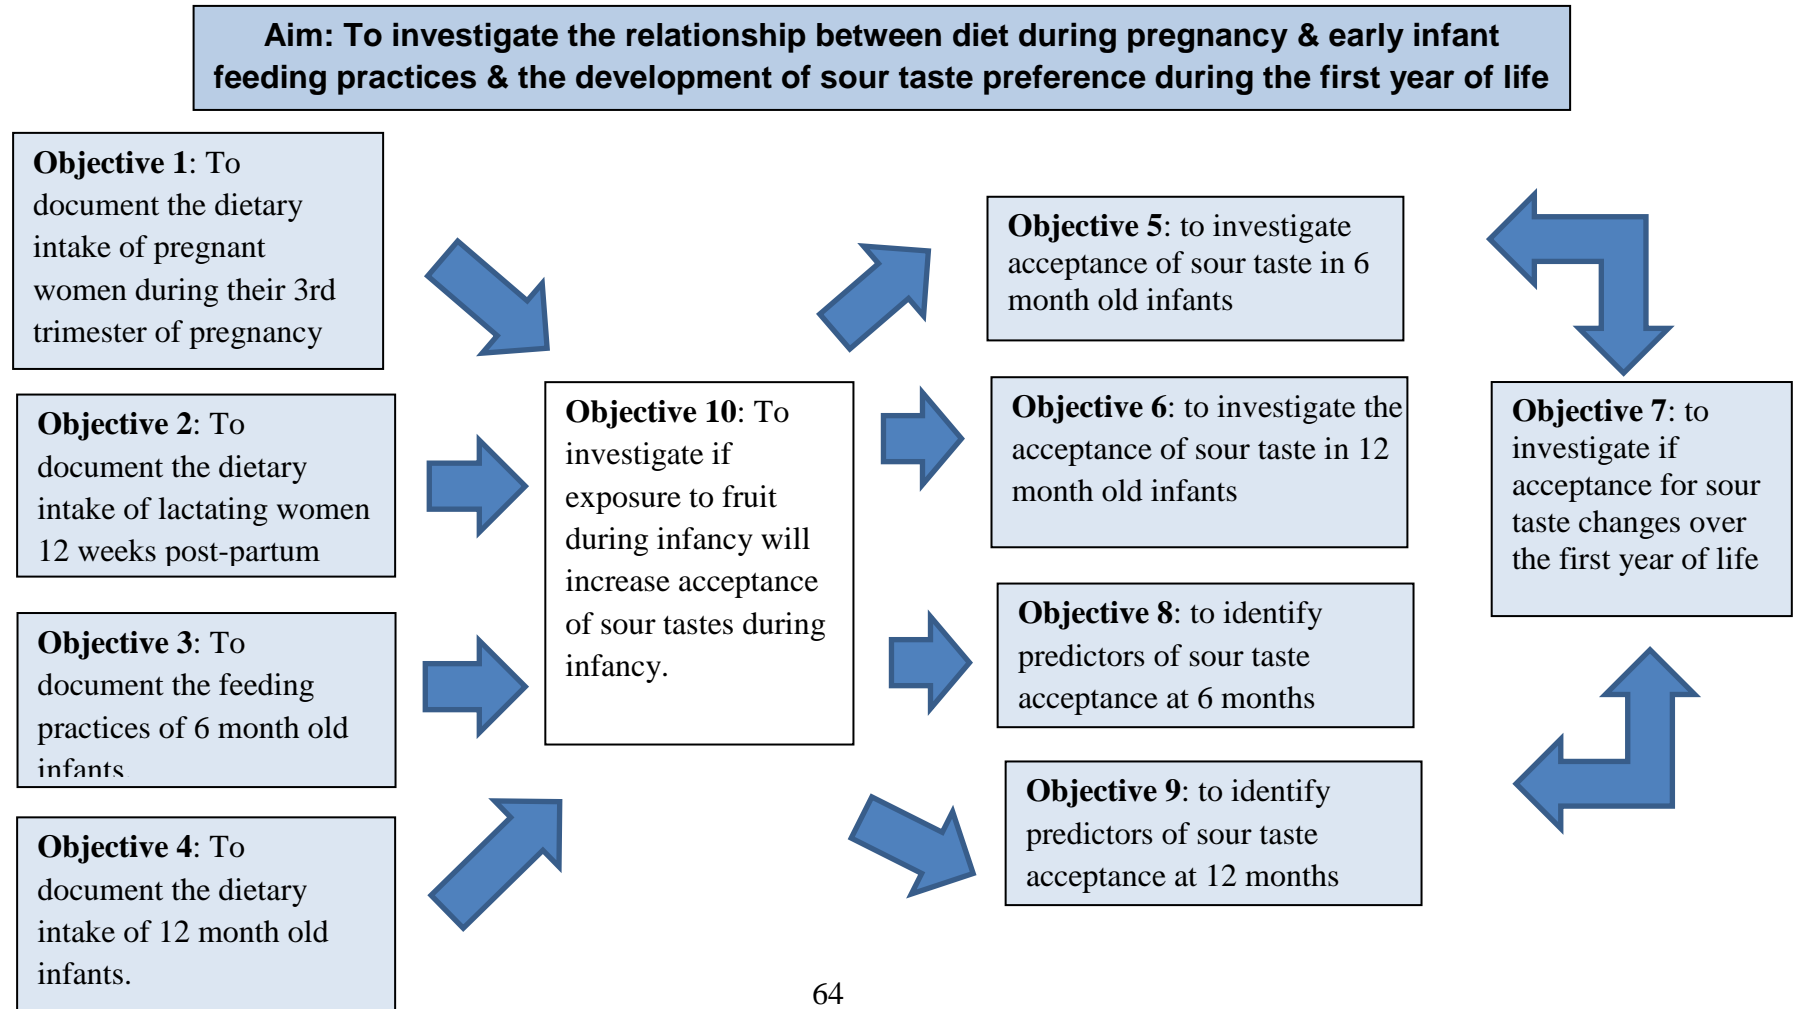 Aim: To investigate the relationship between diet during pregnancy & early infant
feeding practices & the development of sour taste preference during the first year of life
Objective 1: To
document the dietary
intake of pregnant
women during their 3rd
trimester of pregnancy
Objective 2: To
document the dietary
intake of lactating women
12 weeks post-partum
Objective 3: To
document the feeding
practices of 6 month old
infants.
Objective 4: To
document the dietary
intake of 12 month old
infants.
Objective 10: To
investigate if
exposure to fruit
during infancy will
increase acceptance
of sour tastes during
infancy.
Objective 5: to investigate
acceptance of sour taste in 6
month old infants
Objective 6: to investigate the
acceptance of sour taste in 12
month old infants
Objective 8: to identify
predictors of sour taste
acceptance at 6 months
Objective 9: to identify
predictors of sour taste
acceptance at 12 months
Objective 7: to
investigate if
acceptance for sour
taste changes over
the first year of life
64